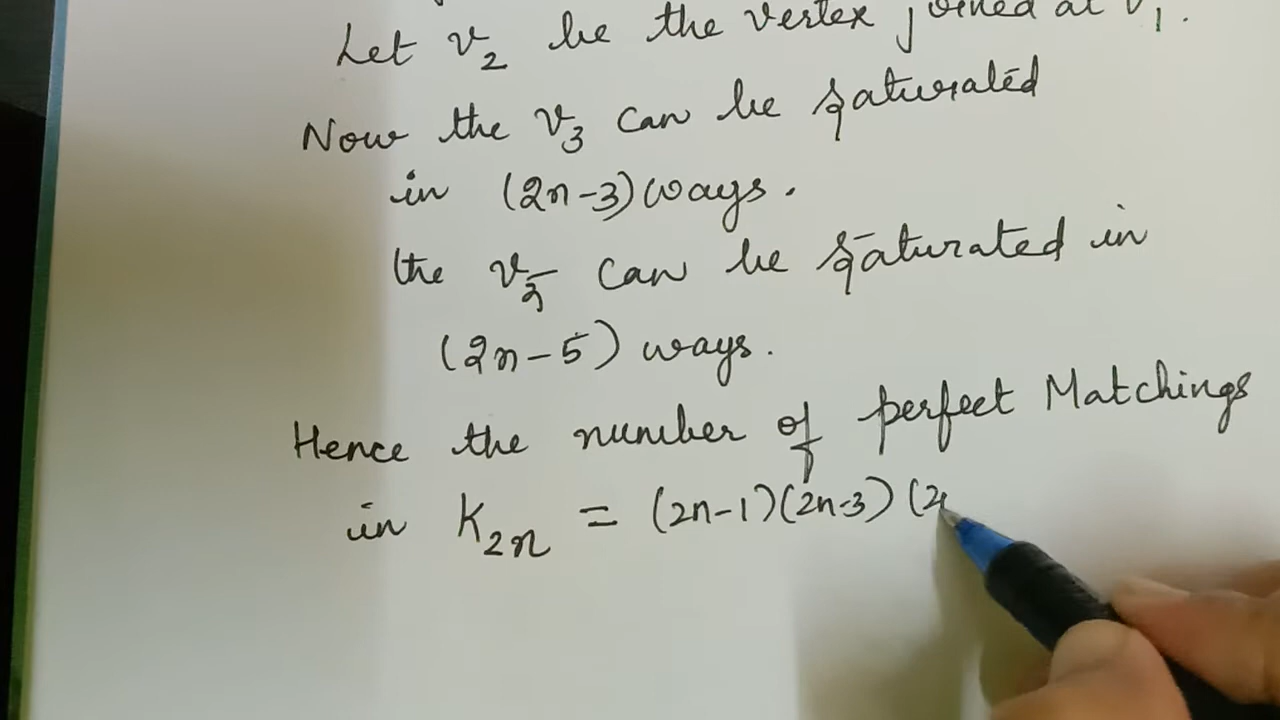 Let v₂ be the vertex joined at v₁.
Now the v₃ can be saturated
in (2n-3) ways.
the can be saturated in
(2n-5) ways.
Hence the number of perfect Matchings
in K₂ₙ = (2n-1)(2n-3)(2